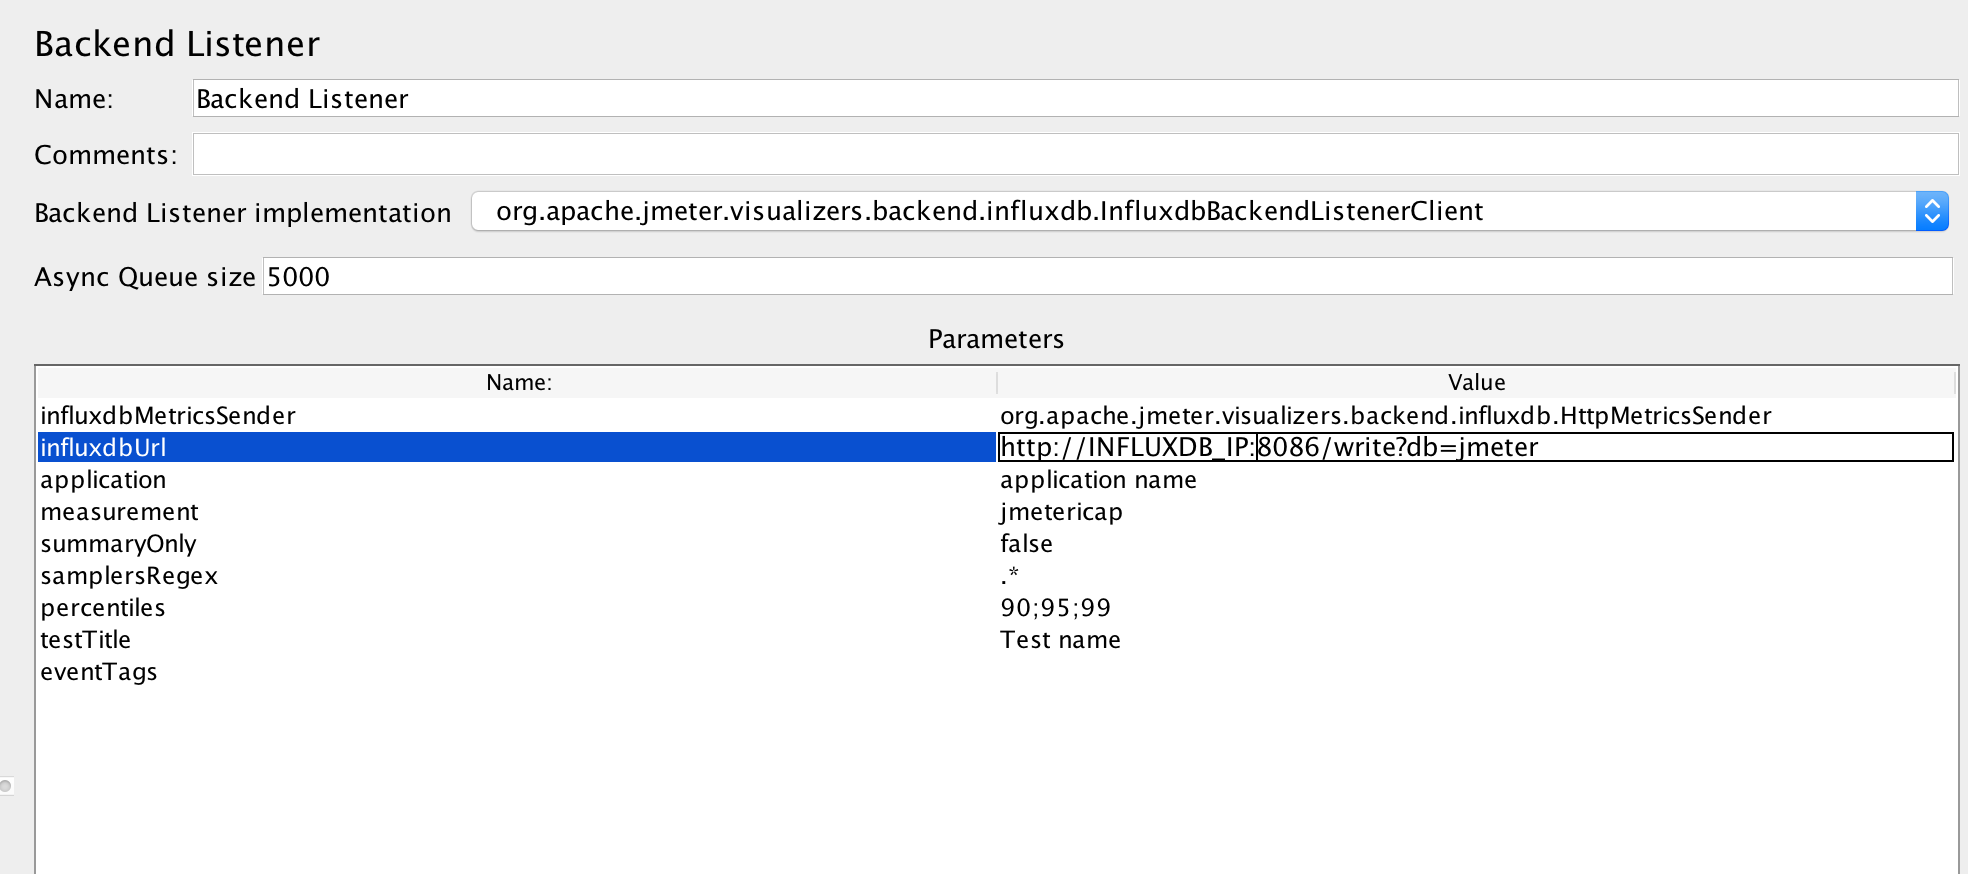 Backend Listener
Name: Backend Listener
Comments:
Backend Listener implementation org.apache.jmeter.visualizers.backend.influxdb.InfluxdbBackendListenerClient
Async Queue size 5000
Parameters
Name: Value
influxdbMetricsSender org.apache.jmeter.visualizers.backend.influxdb.HttpMetricsSender
influxdbUrl http://INFLUXDB_IP:8086/write?db=jmeter
application application name
measurement jmetericap
summaryOnly false
samplersRegex .*
percentiles 90;95;99
testTitle Test name
eventTags